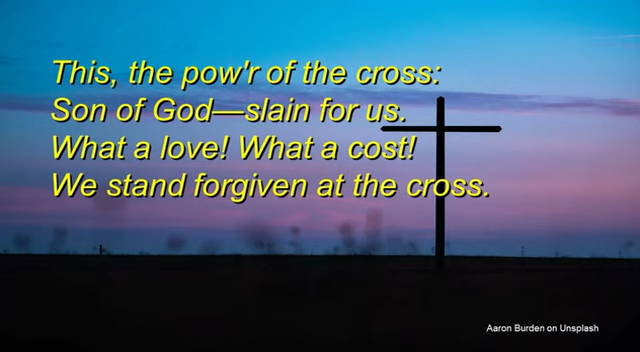 This, the pow'r of the cross:
Son of God—slain for us.
What a love! What a cost!
We stand forgiven at the cross.
Aaron Burden on Unsplash